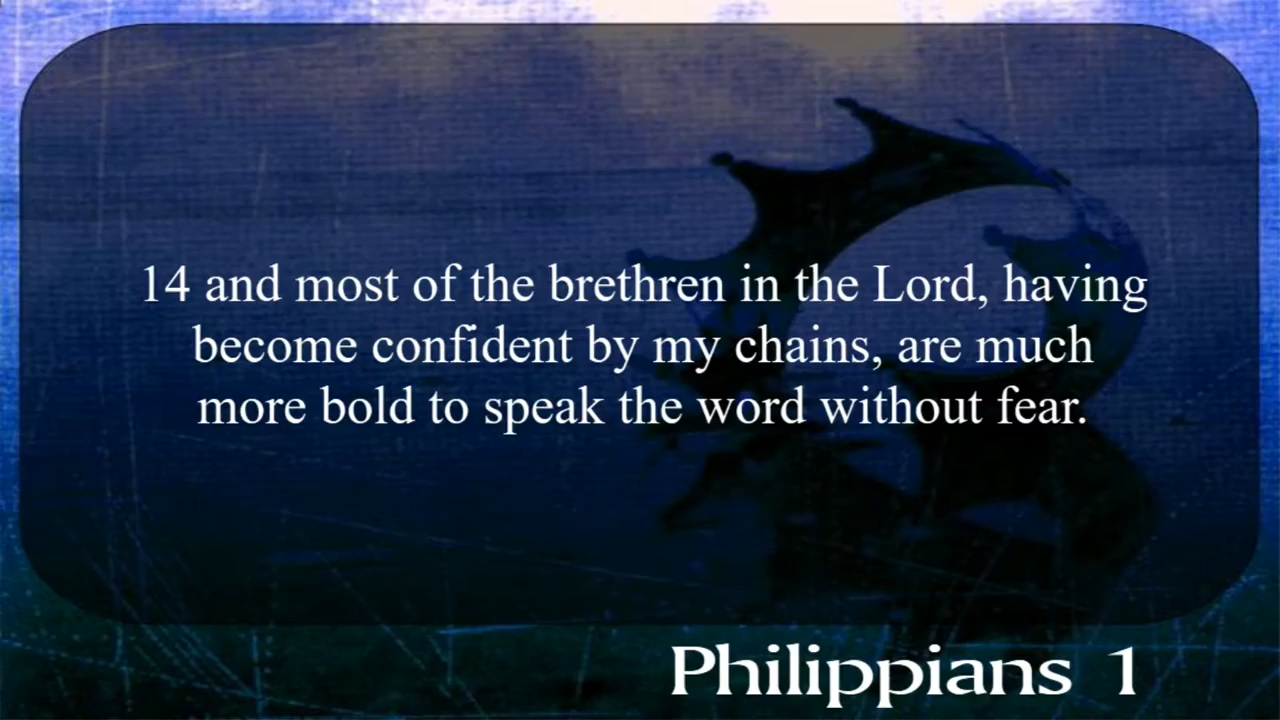 14 and most of the brethren in the Lord, having
become confident by my chains, are much
more bold to speak the word without fear.
Philippians 1